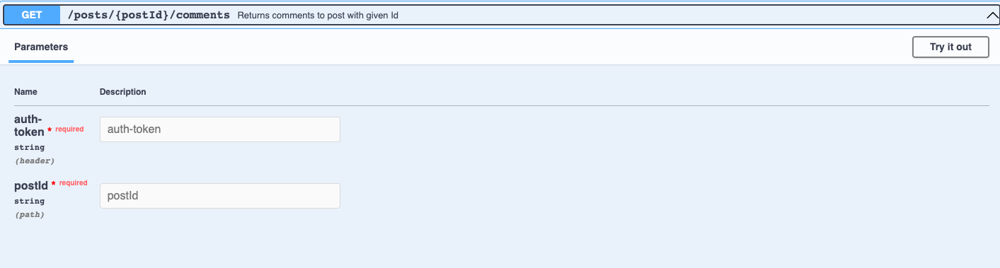 GET /posts/{postId}/comments Returns comments to post with given Id
Parameters
Try it out
Name Description
auth-
token * required
string
(header)
auth-token
postId * required
string
(path)
postId